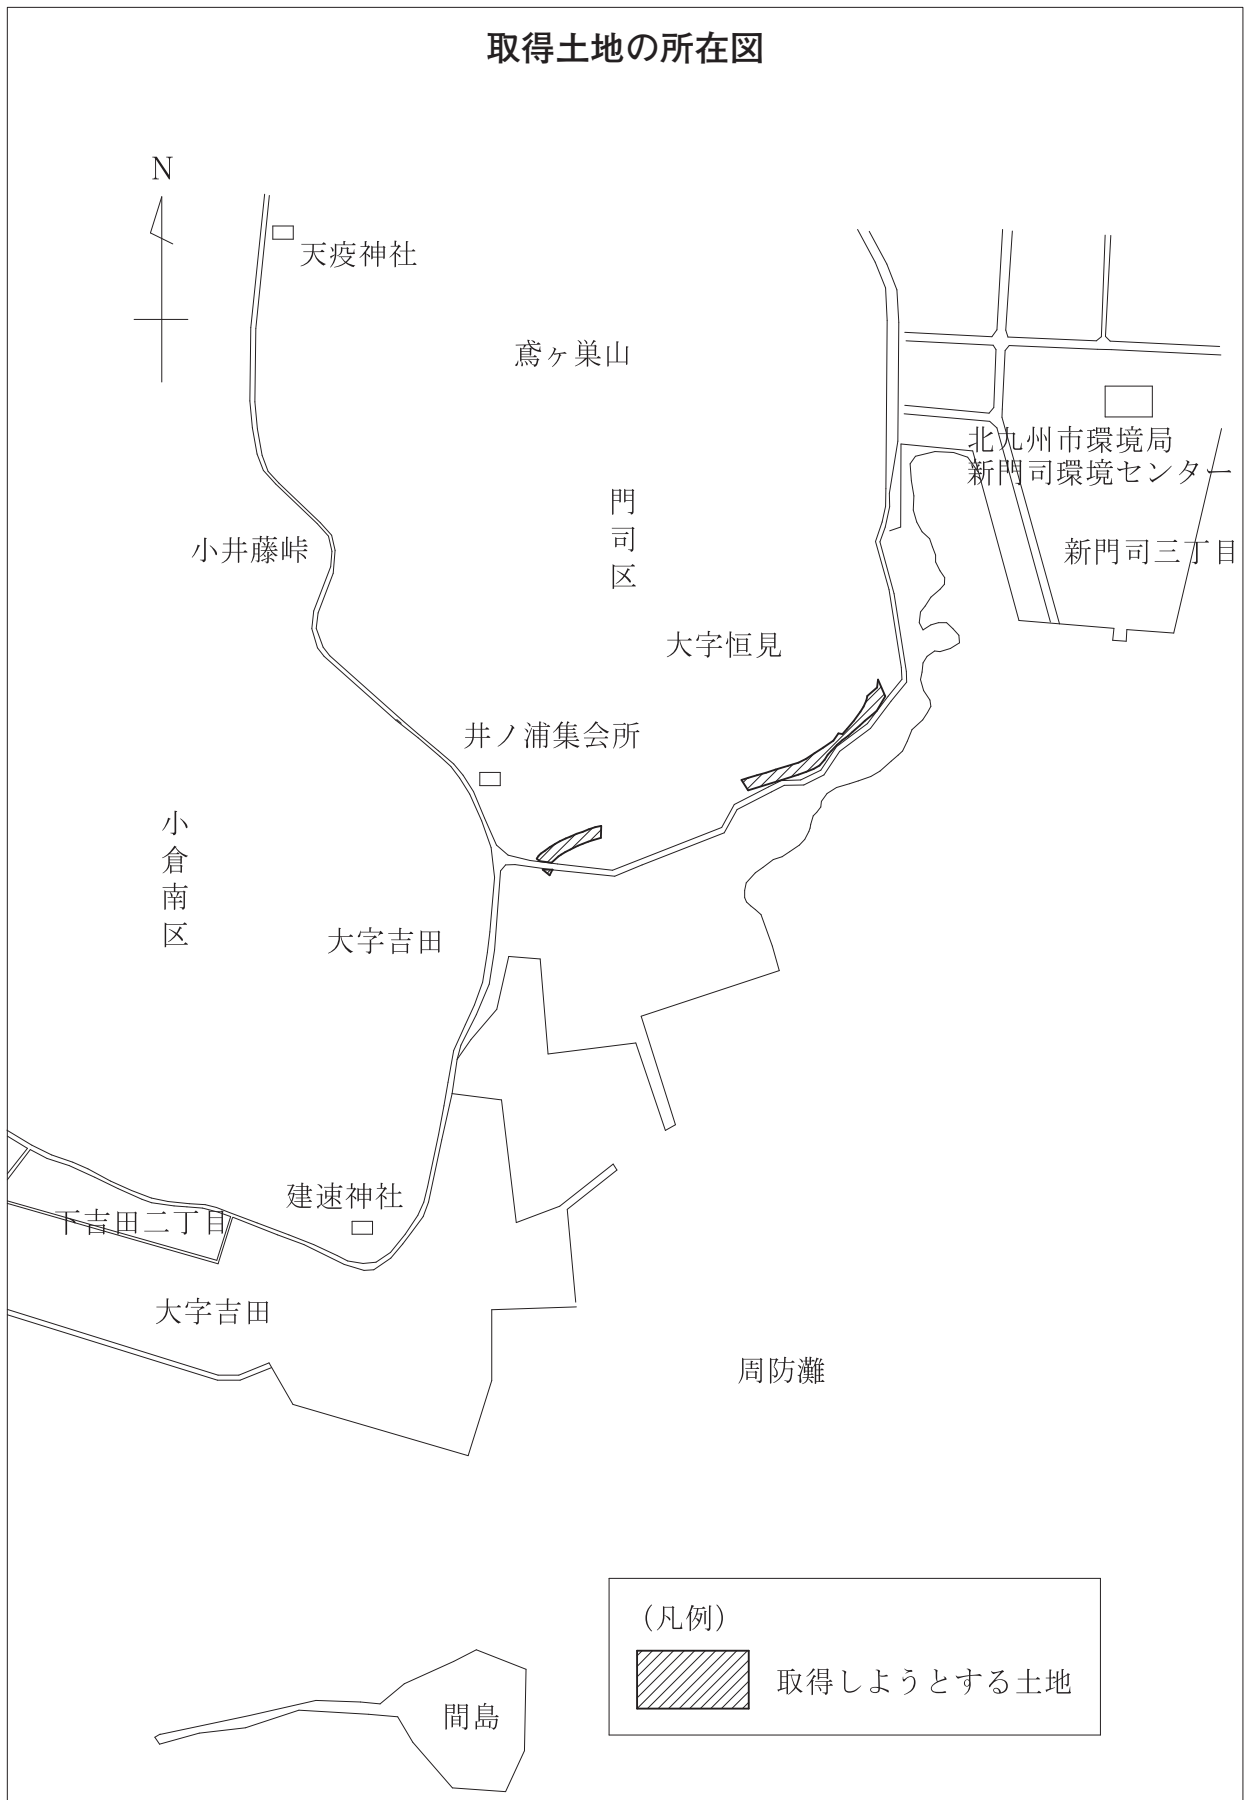 取得土地の所在図
N
天疫神社
鳶ヶ巣山
北九州市環境局
新門司環境センター
門司区
小井藤峠
新門司三丁目
大字恒見
井ノ浦集会所
小倉南区
大字吉田
建速神社
下吉田二丁目
大字吉田
周防灘
（凡例）
取得しようとする土地
間島